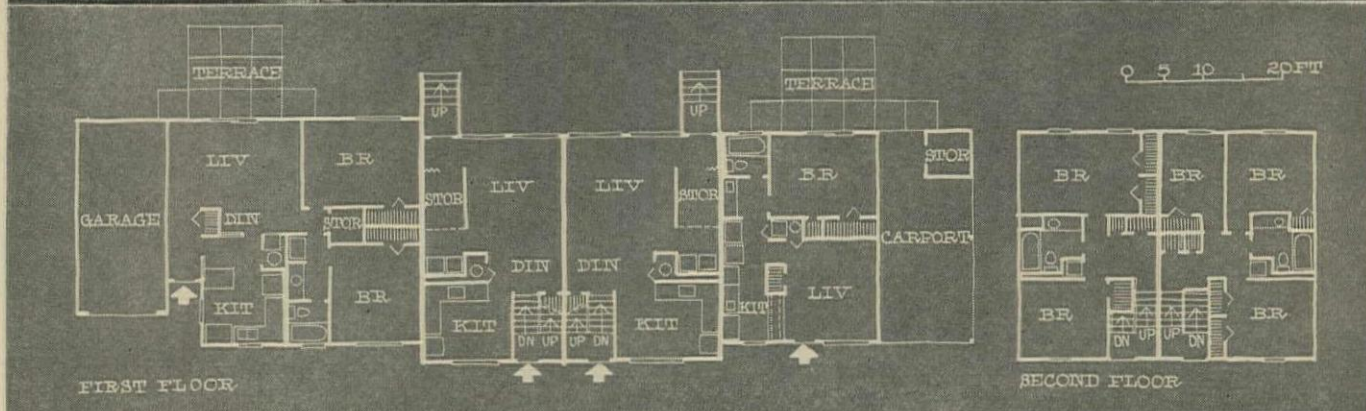 TERRACE
TERRACE
0 5 10 20FT
UP
UP
LIV
BR
STOR
LIV
LIV
STOR
BR
STOR
BR
BR
BR
GARAGE
DIN
STOR
CARPORT
DIN
DIN
KIT
BR
KIT
KIT
KIT
LIV
BR
BR
DN UP
UP DN
DN UP
UP DN
FIRST FLOOR
SECOND FLOOR